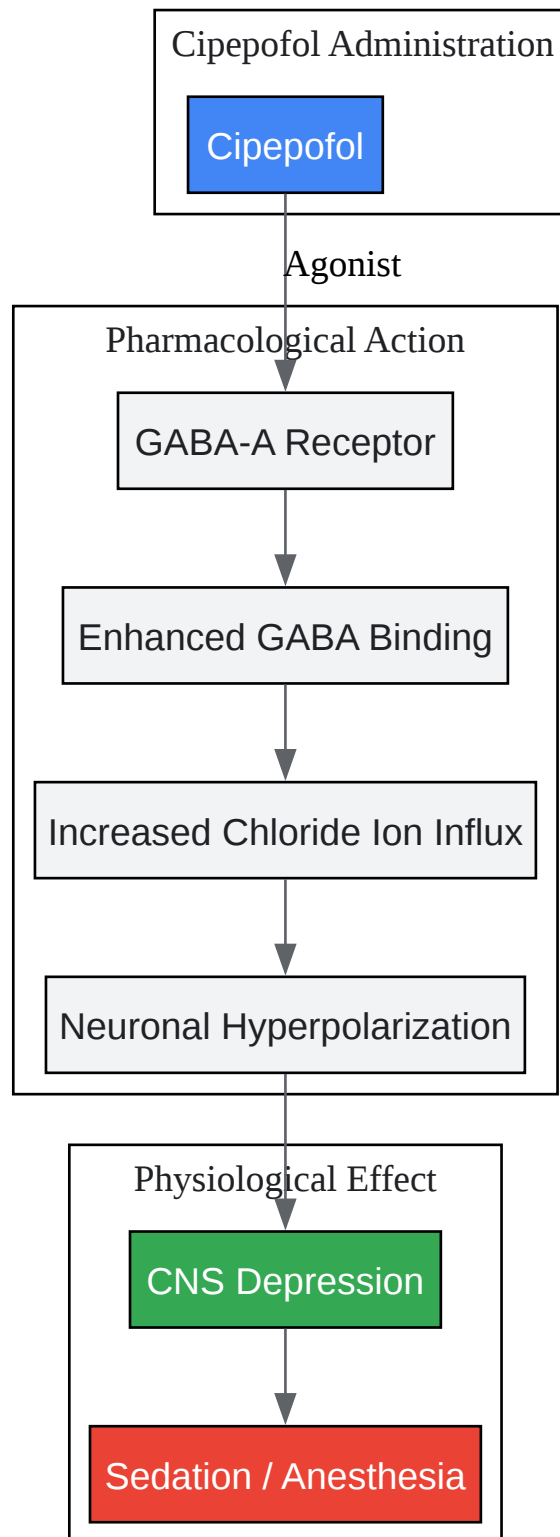 Cipepofol Administration
Cipepofol
Agonist
Pharmacological Action
GABA-A Receptor
Enhanced GABA Binding
Increased Chloride Ion Influx
Neuronal Hyperpolarization
Physiological Effect
CNS Depression
Sedation / Anesthesia